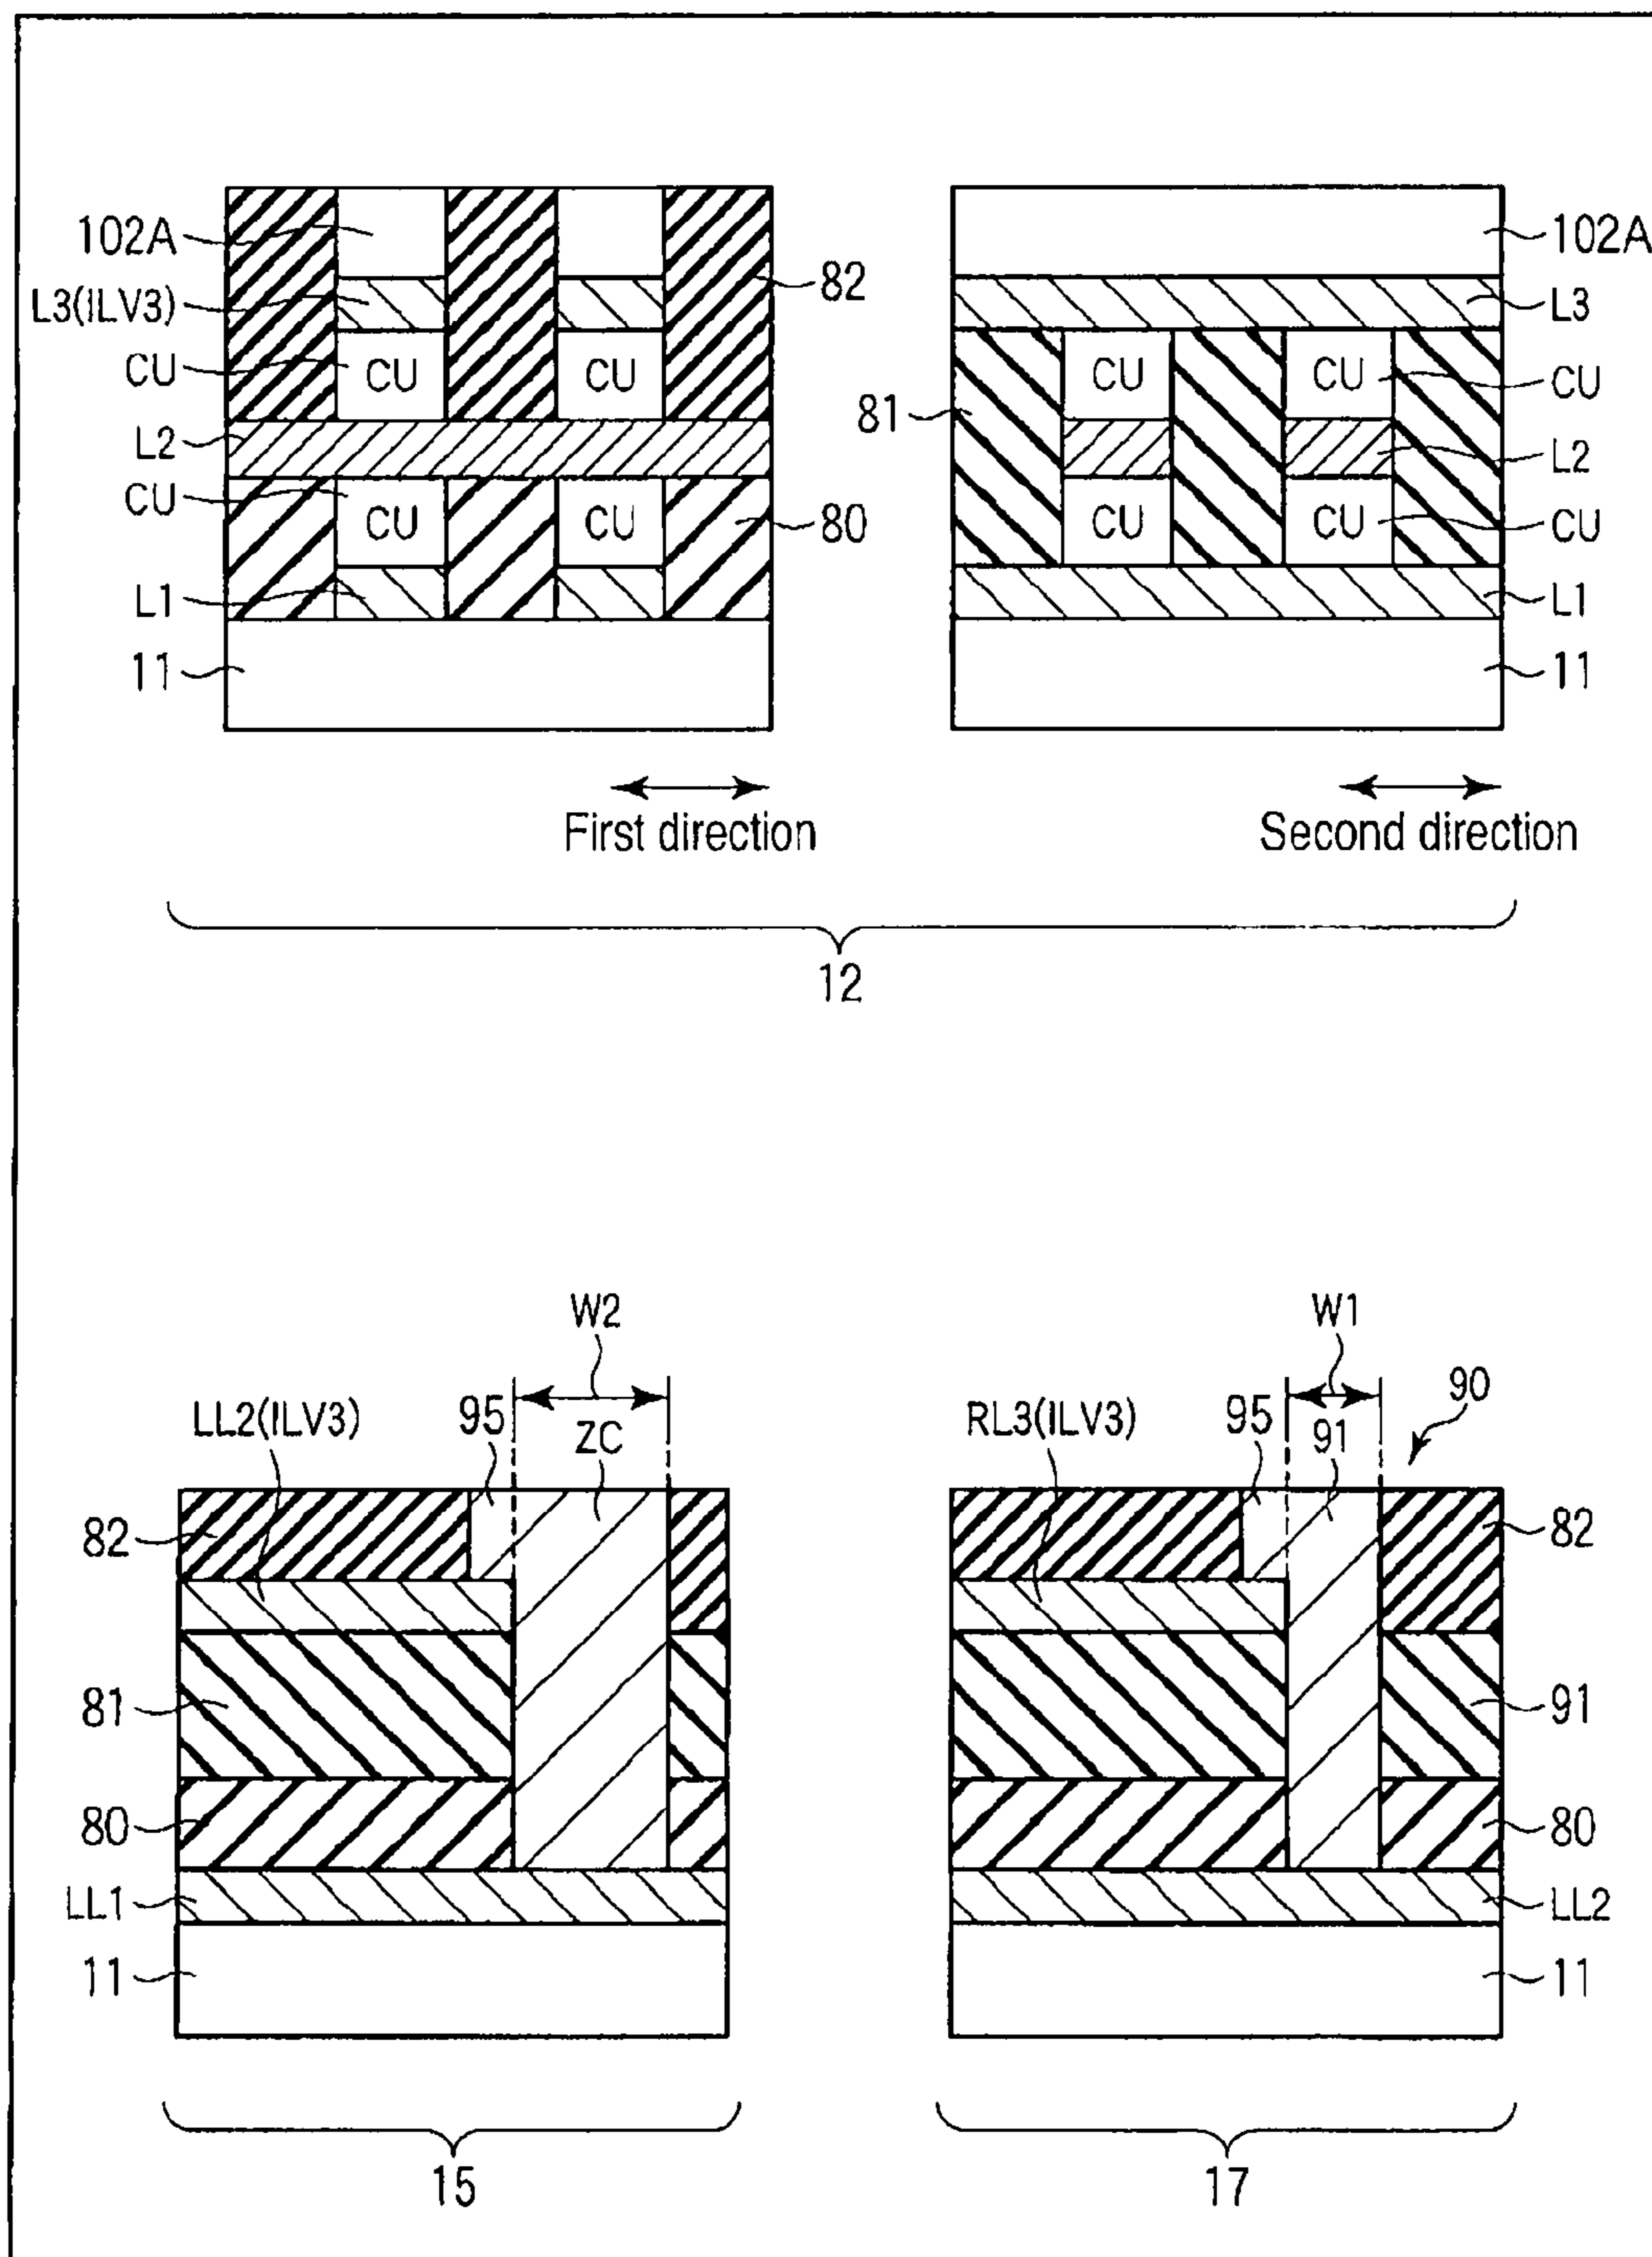 102A
L3(ILV3)
CU
CU CU
L2
CU
CU CU
L1
11
82
80
First direction
102A
L3
CU CU
CU
81
L2
CU CU
CU
L1
11
Second direction
12
W2
LL2(ILV3)
95
ZC
82
81
80
LL1
11
15
W1
RL3(ILV3)
95
91
90
82
91
80
LL2
11
17